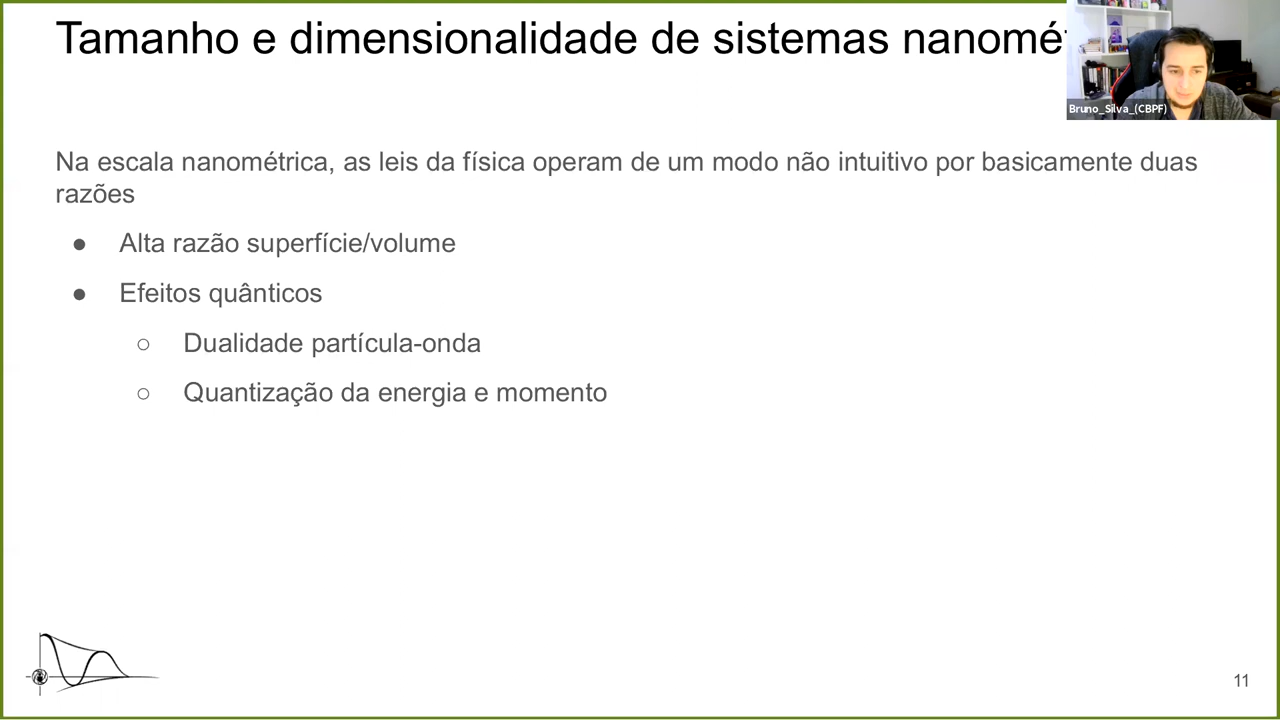 Tamanho e dimensionalidade de sistemas
Bruno_Silva_(CBPF)
Na escala nanométrica, as leis da física operam de um modo não intuitivo por basicamente duas
razões
● Alta razão superfície/volume
● Efeitos quânticos
○ Dualidade partícula-onda
○ Quantização da energia e momento
11